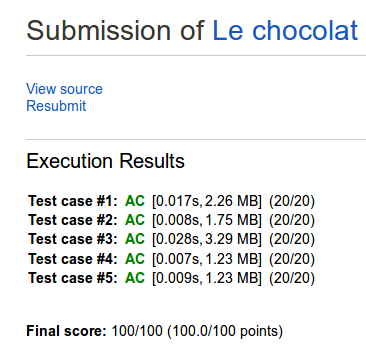 Submission of Le chocolat
View source
Resubmit
Execution Results
Test case #1: AC [0.017s, 2.26 MB] (20/20)
Test case #2: AC [0.008s, 1.75 MB] (20/20)
Test case #3: AC [0.028s, 3.29 MB] (20/20)
Test case #4: AC [0.007s, 1.23 MB] (20/20)
Test case #5: AC [0.009s, 1.23 MB] (20/20)
Final score: 100/100 (100.0/100 points)